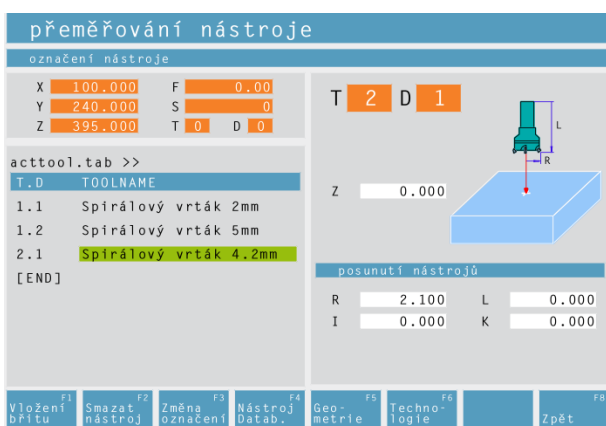 přeměřování nástroje
označení nástroje
X 100.000 F 0.00
Y 240.000 S 0
Z 395.000 T 0 D 0
acttool.tab >>
T.D TOOLNAME
1.1 Spirálový vrták 2mm
1.2 Spirálový vrták 5mm
2.1 Spirálový vrták 4.2mm
[END]
T 2 D 1
L
R
Z 0.000
posunutí nástrojů
R 2.100 L 0.000
I 0.000 K 0.000
F1
Vložení
břitu
F2
Smazat
nástroj
F3
Změna
označení
F4
Nástroj
Datab.
F5
Geo-
metrie
F6
Techno-
logie
F8
Zpět